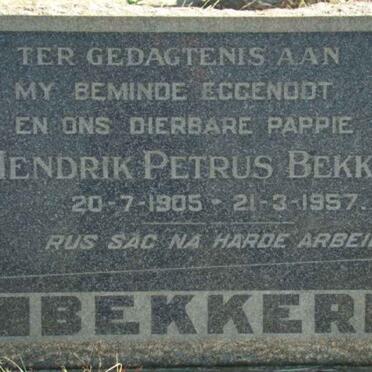 TER GEDAGTENIS AAN
MY BEMINDE EGGENOOT
EN ONS DIERBARE PAPPIE
HENDRIK PETRUS BEKK
20-7-1905 - 21-3-1957.
RUS SAG NA HARDE ARBEI
BEKKER